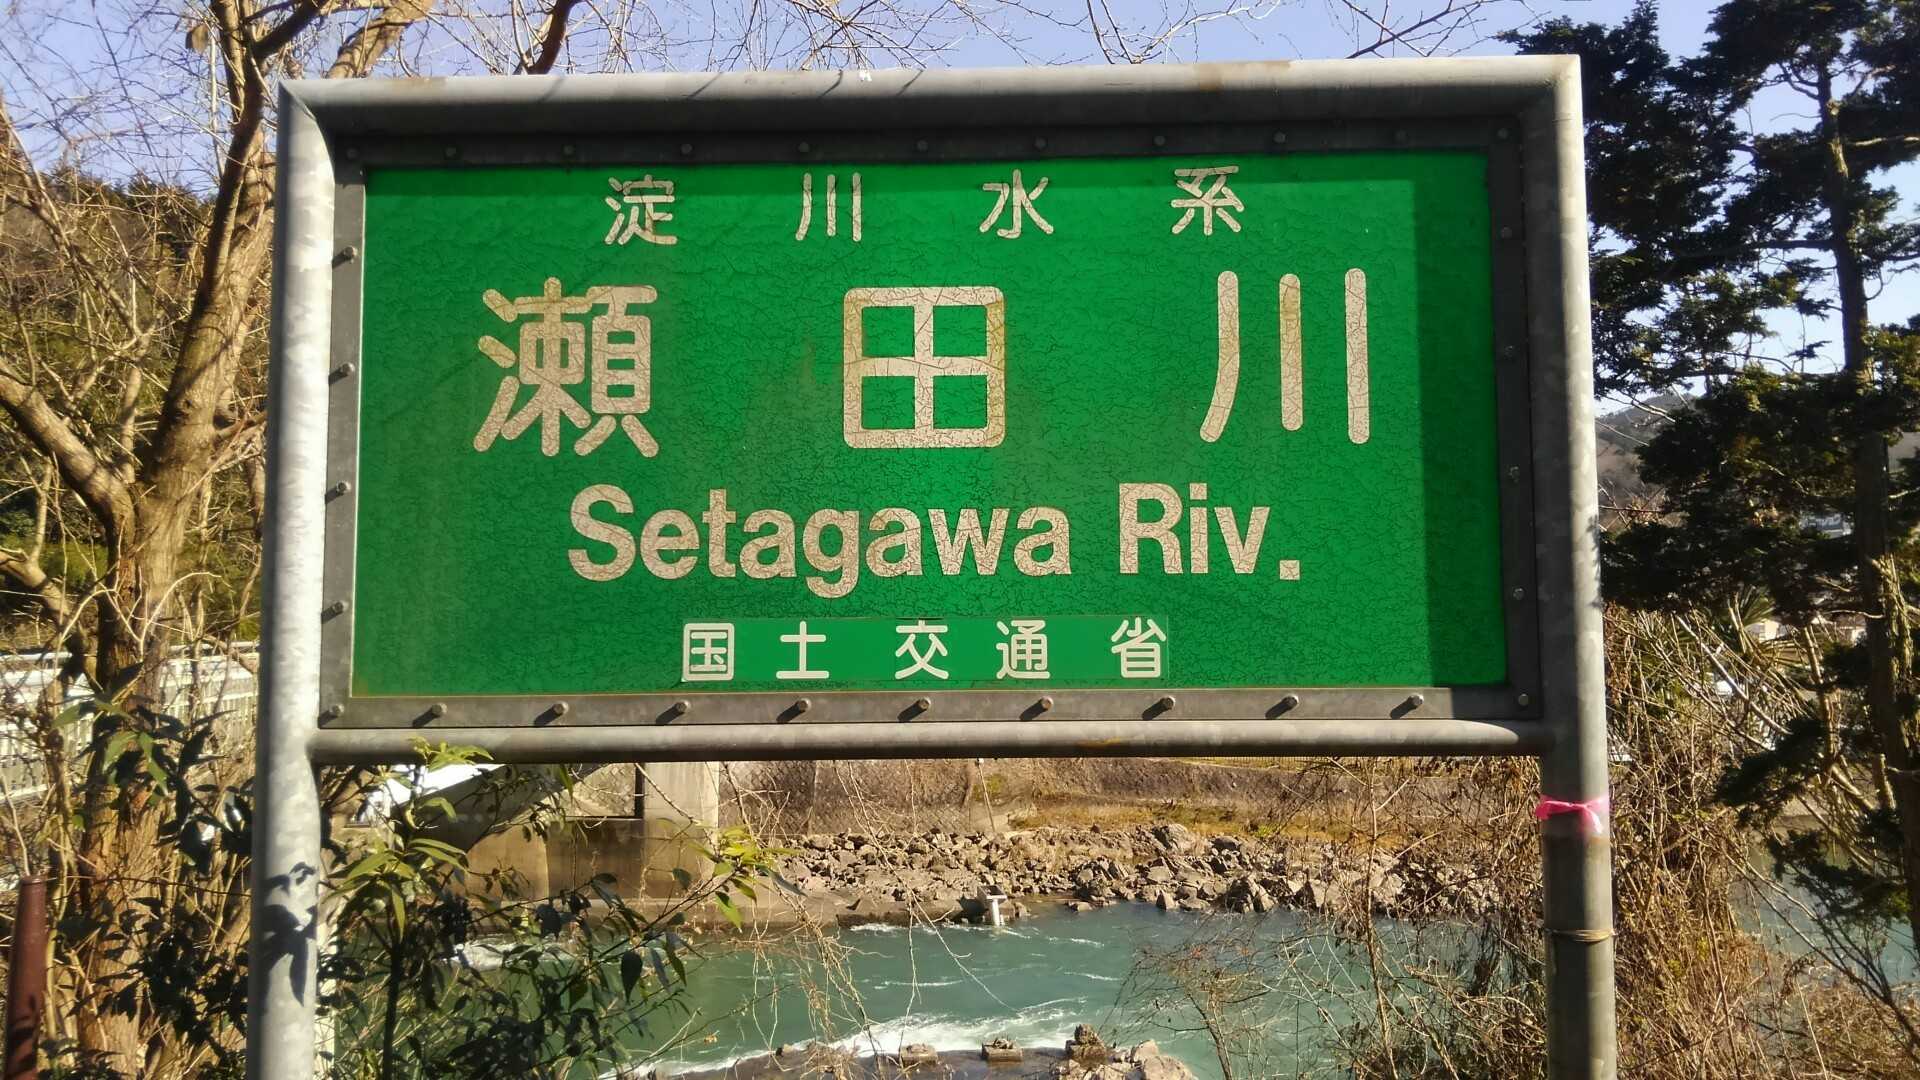 淀川水系
瀬田川
Setagawa Riv.
国土交通省